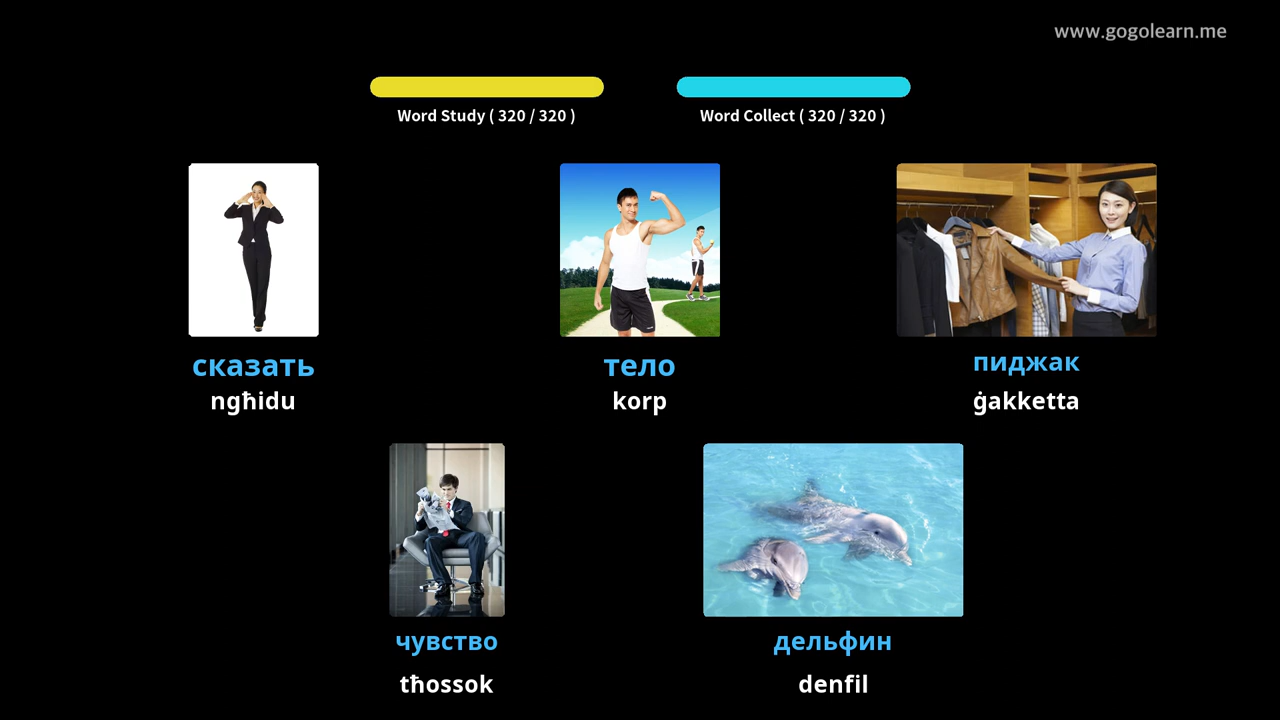 www.gogolearn.me
Word Study ( 320 / 320 )
Word Collect ( 320 / 320 )
сказать
ngħidu
тело
korp
пиджак
ġakketta
чувство
tħossok
дельфин
denfil